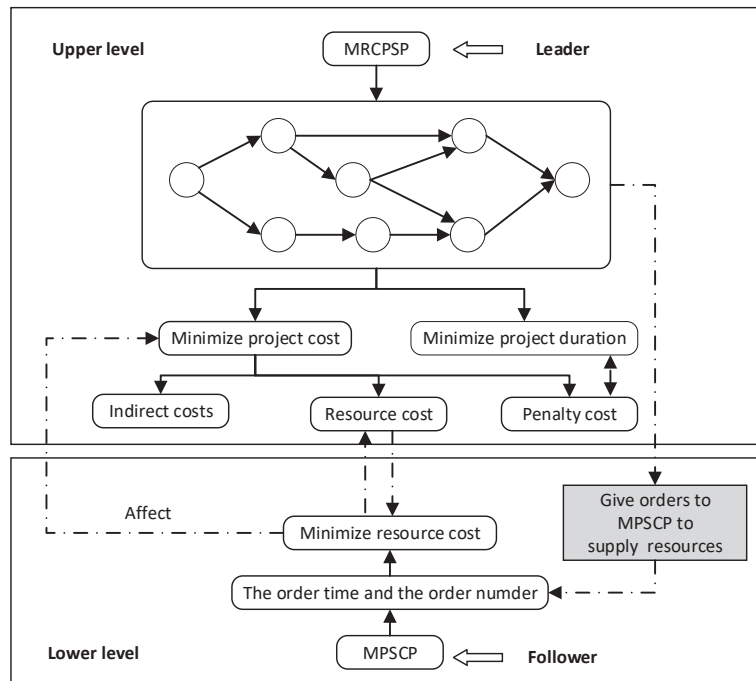 Upper level
MRCPSP
Leader
Minimize project cost
Minimize project duration
Indirect costs
Resource cost
Penalty cost
Affect
Minimize resource cost
Give orders to
MPSCP to
supply resources
The order time and the order numder
Lower level
MPSCP
Follower